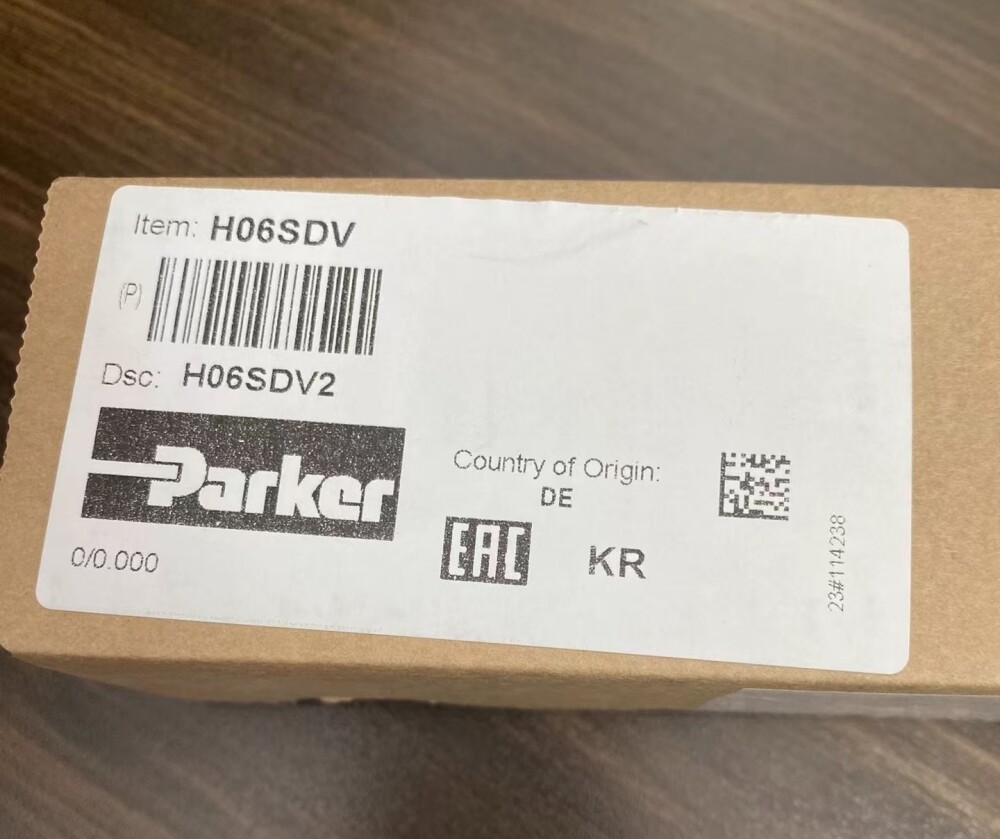 Item: H06SDV
(P)
Dsc: H06SDV2
Parker
0/0.000
Country of Origin:
DE
EAC
KR
23#114238